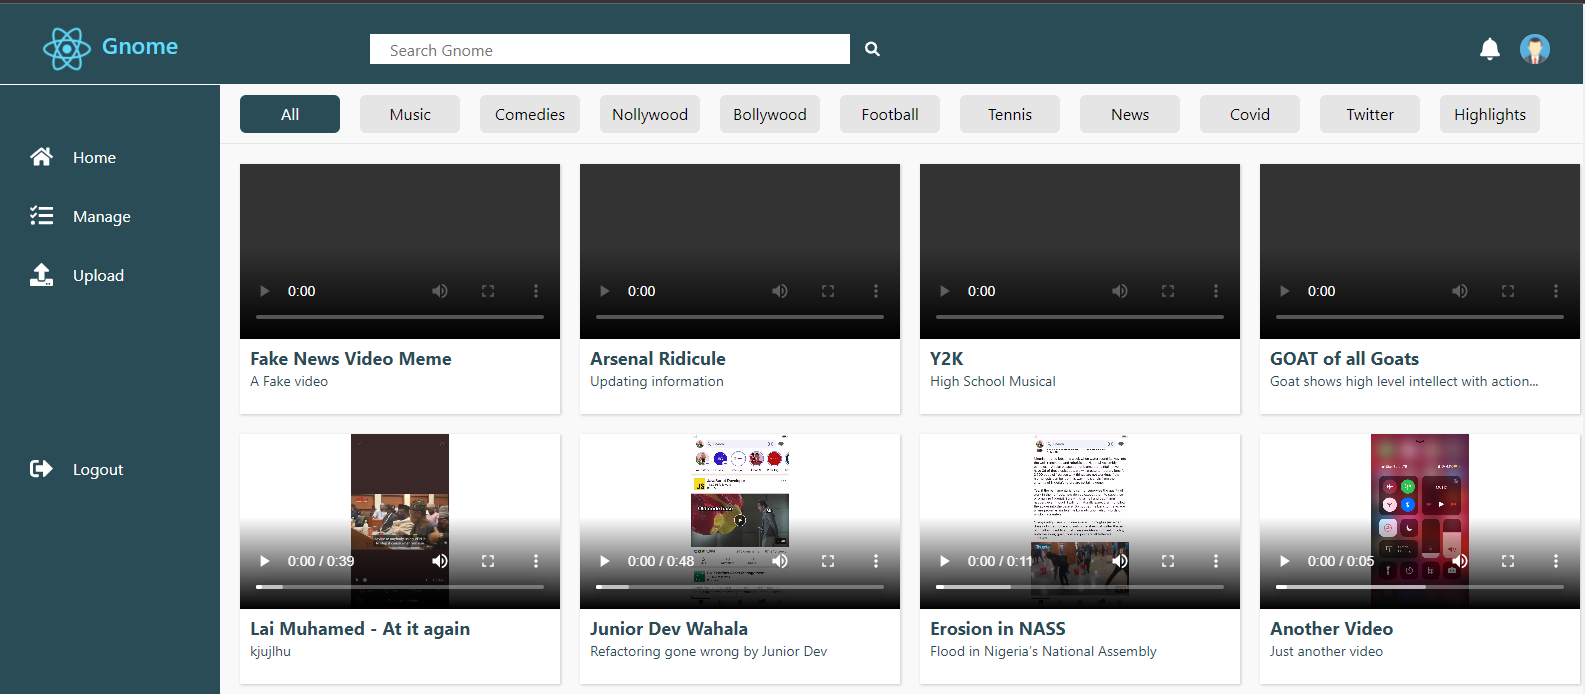 Gnome
Search Gnome
All Music Comedies Nollywood Bollywood Football Tennis News Covid Twitter Highlights
Home
Manage
Upload
Logout
0:00 0:00 0:00 0:00
Fake News Video Meme
A Fake video
Arsenal Ridicule
Updating information
Y2K
High School Musical
GOAT of all Goats
Goat shows high level intellect with action...
0:00 / 0:39
Lai Muhamed - At it again
kjujlhu
JS
0:00 / 0:48
Junior Dev Wahala
Refactoring gone wrong by Junior Dev
0:00 / 0:11
Erosion in NASS
Flood in Nigeria's National Assembly
0:00 / 0:05
Another Video
Just another video